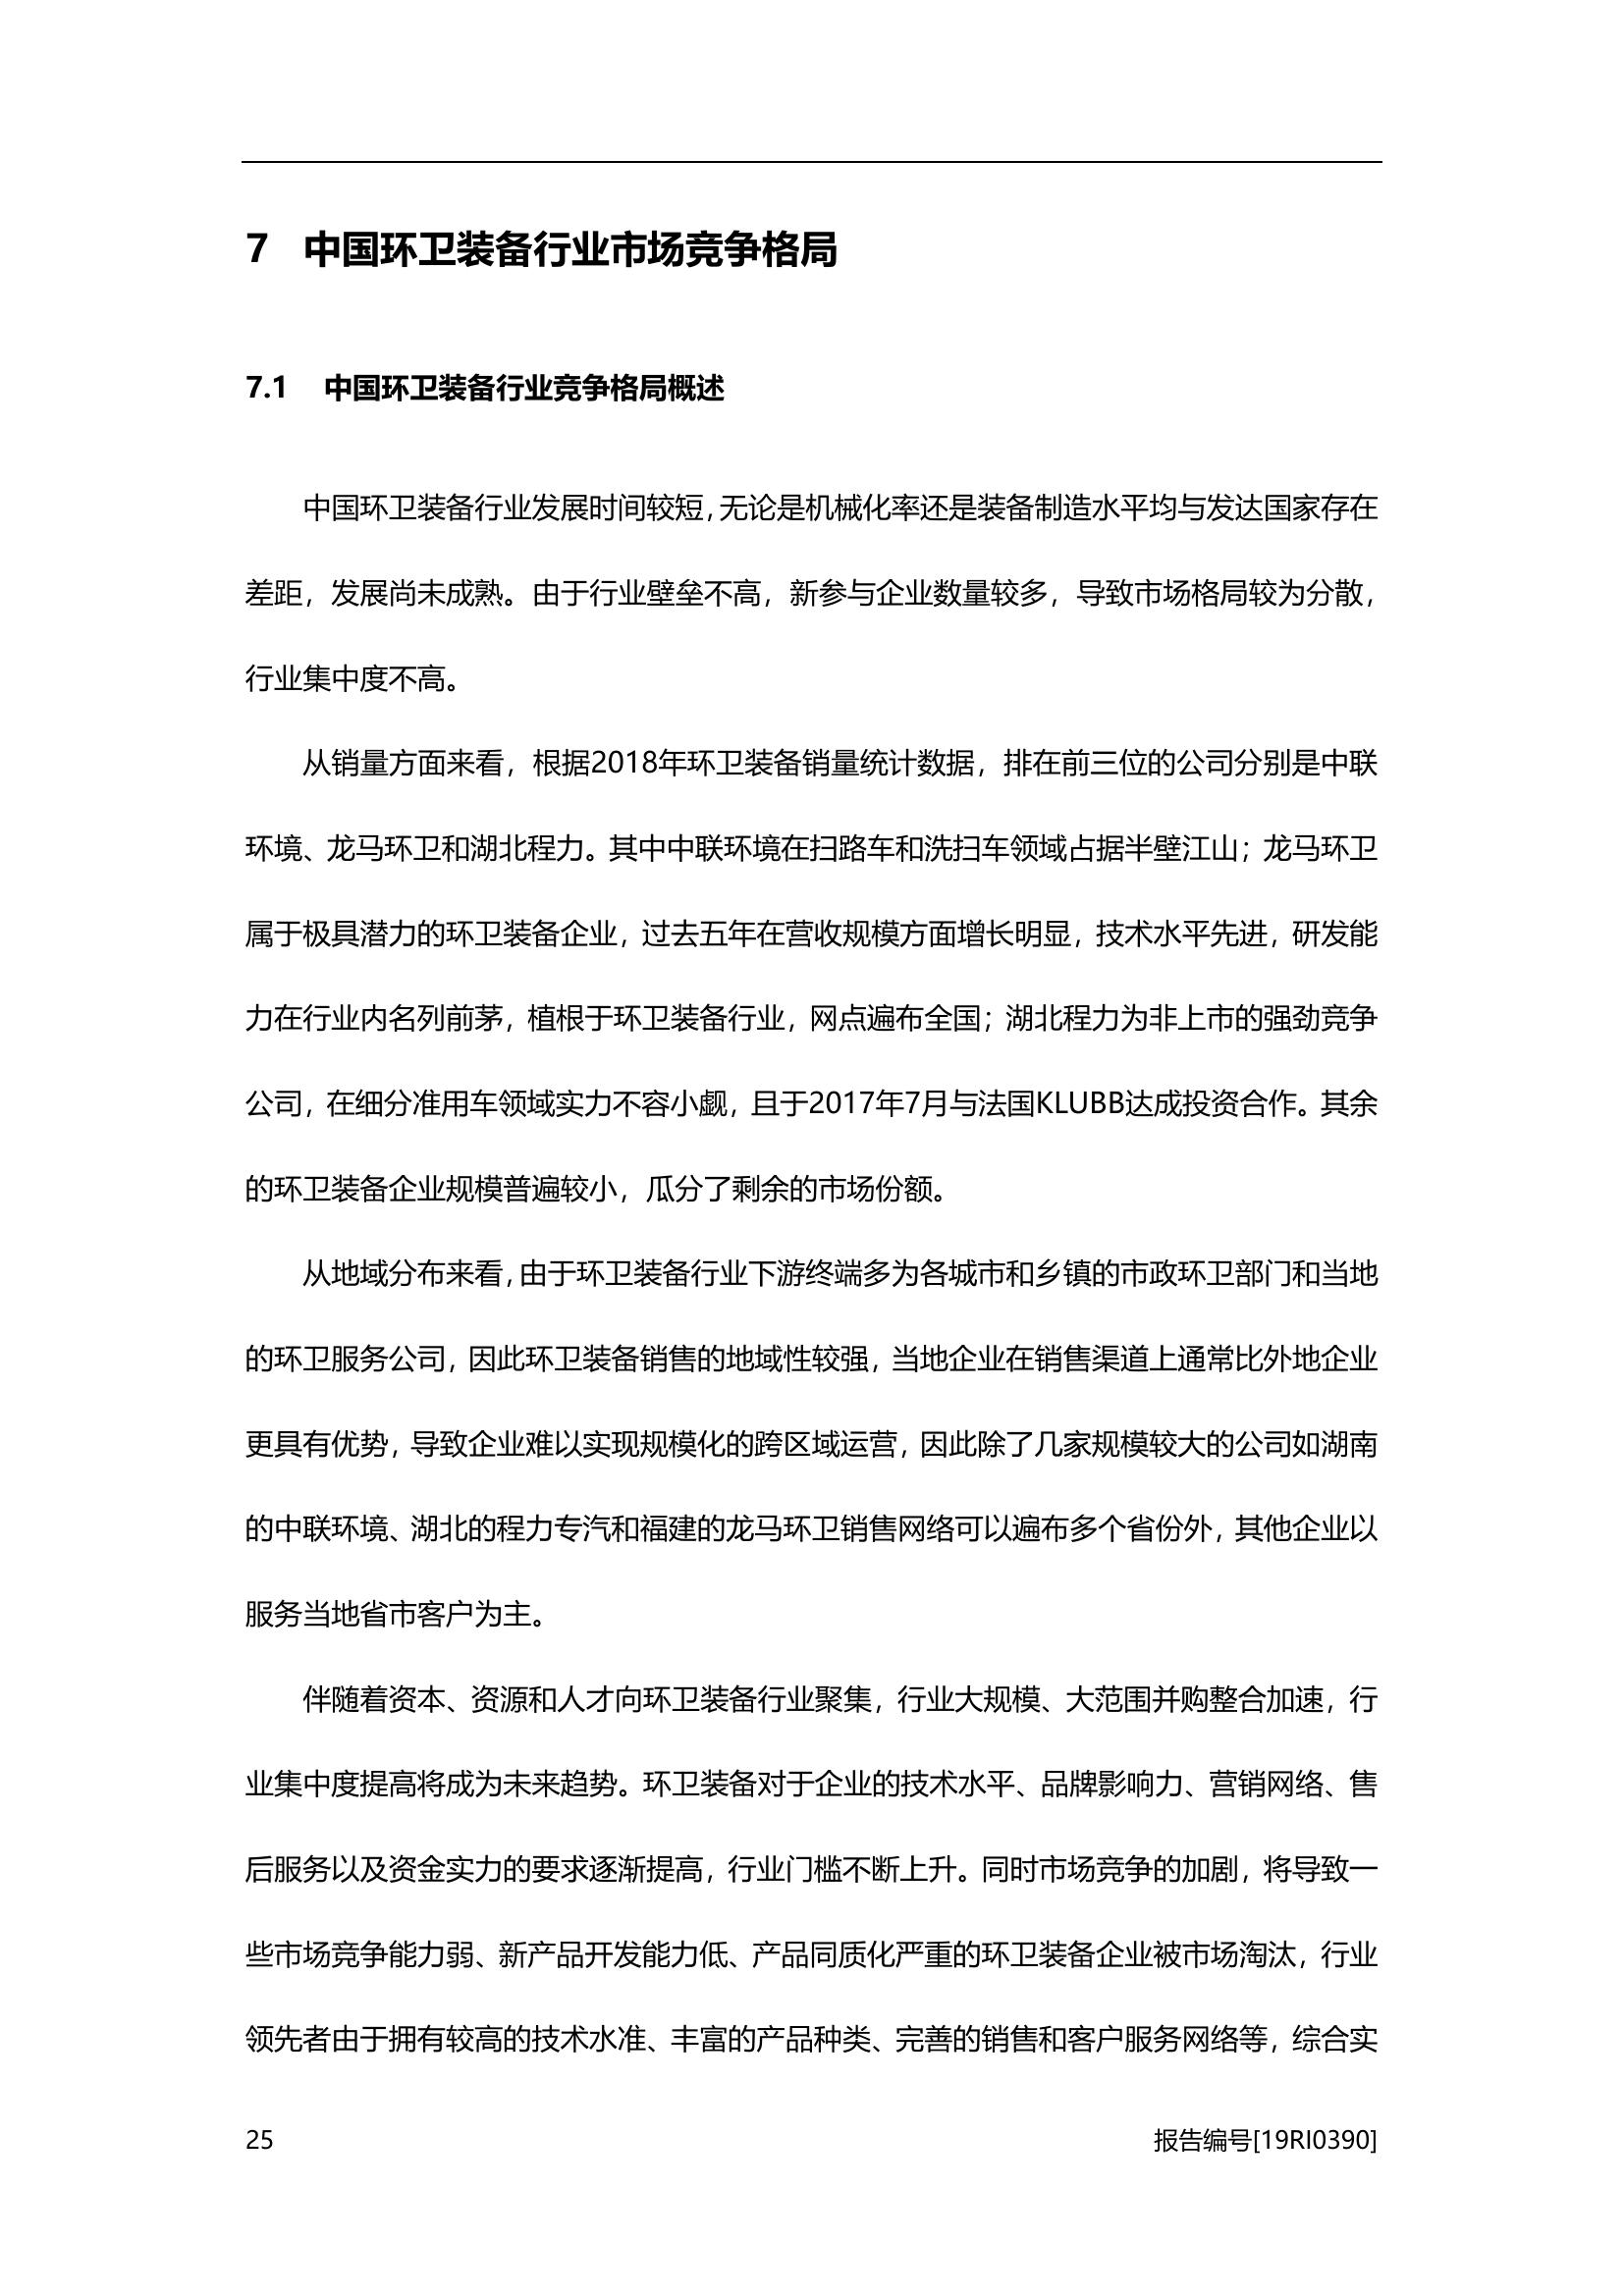 7 中国环卫装备行业市场竞争格局
7.1 中国环卫装备行业竞争格局概述
中国环卫装备行业发展时间较短，无论是机械化率还是装备制造水平均与发达国家存在
差距，发展尚未成熟。由于行业壁垒不高，新参与企业数量较多，导致市场格局较为分散，
行业集中度不高。
从销量方面来看，根据2018年环卫装备销量统计数据，排在前三位的公司分别是中联
环境、龙马环卫和湖北程力。其中中联环境在扫路车和洗扫车领域占据半壁江山；龙马环卫
属于极具潜力的环卫装备企业，过去五年在营收规模方面增长明显，技术水平先进，研发能
力在行业内名列前茅，植根于环卫装备行业，网点遍布全国；湖北程力为非上市的强劲竞争
公司，在细分准用车领域实力不容小觑，且于2017年7月与法国KLUBB达成投资合作。其余
的环卫装备企业规模普遍较小，瓜分了剩余的市场份额。
从地域分布来看，由于环卫装备行业下游终端多为各城市和乡镇的市政环卫部门和当地
的环卫服务公司，因此环卫装备销售的地域性较强，当地企业在销售渠道上通常比外地企业
更具有优势，导致企业难以实现规模化的跨区域运营，因此除了几家规模较大的公司如湖南
的中联环境、湖北的程力专汽和福建的龙马环卫销售网络可以遍布多个省份外，其他企业以
服务当地省市客户为主。
伴随着资本、资源和人才向环卫装备行业聚集，行业大规模、大范围并购整合加速，行
业集中度提高将成为未来趋势。环卫装备对于企业的技术水平、品牌影响力、营销网络、售
后服务以及资金实力的要求逐渐提高，行业门槛不断上升。同时市场竞争的加剧，将导致一
些市场竞争能力弱、新产品开发能力低、产品同质化严重的环卫装备企业被市场淘汰，行业
领先者由于拥有较高的技术水准、丰富的产品种类、完善的销售和客户服务网络等，综合实
25 报告编号[19RI0390]